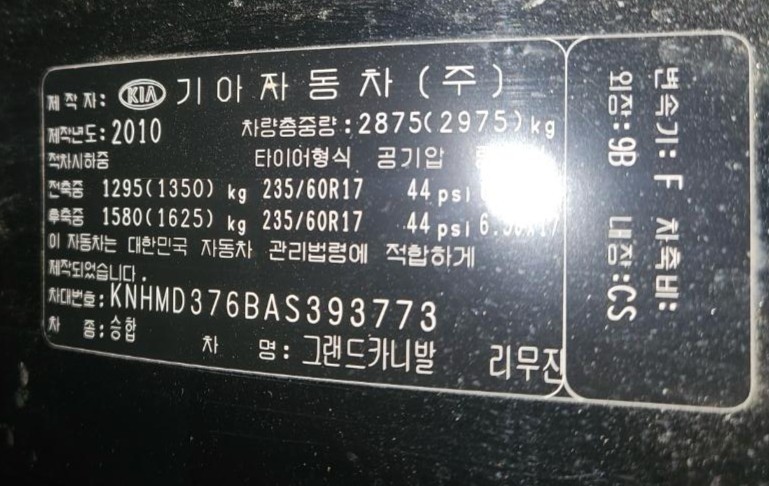 제작자: KIA 기아자동차(주)
제작년도: 2010 차량총중량: 2875(2975)kg
적차시하중 타이어형식 공기압
전축중 1295(1350) kg 235/60R17 44 psi
후축중 1580(1625) kg 235/60R17 44 psi
이 자동차는 대한민국 자동차 관리법령에 적합하게
제작되었습니다.
차대번호: KNHMD376BAS393773
차 종: 승합
차 명: 그랜드카니발 리무진
변속기: F 차축비:
외장: 9B 내장: CS